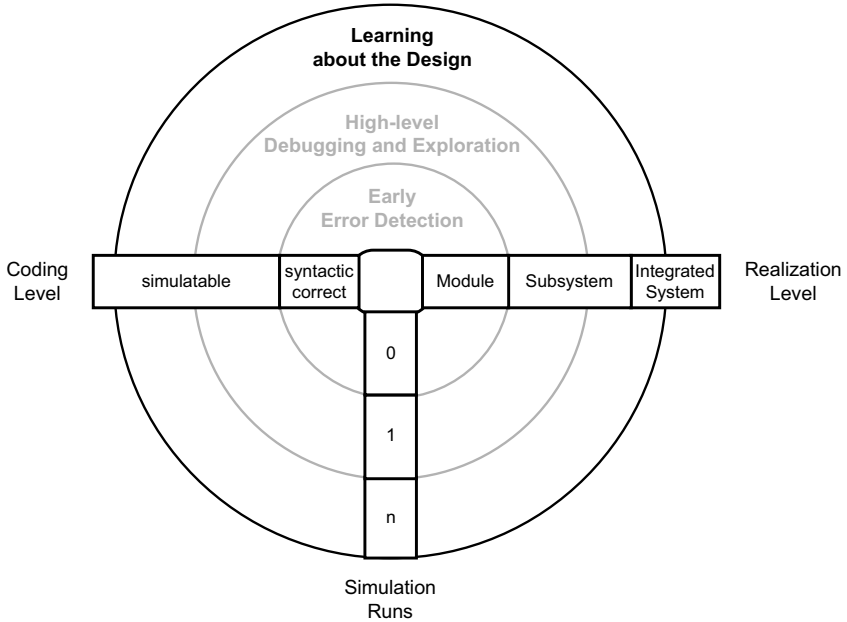 Learning
about the Design
High-level
Debugging and Exploration
Early
Error Detection
Coding
Level
simulatable
syntactic
correct
Module
Subsystem
Integrated
System
Realization
Level
0
1
n
Simulation
Runs